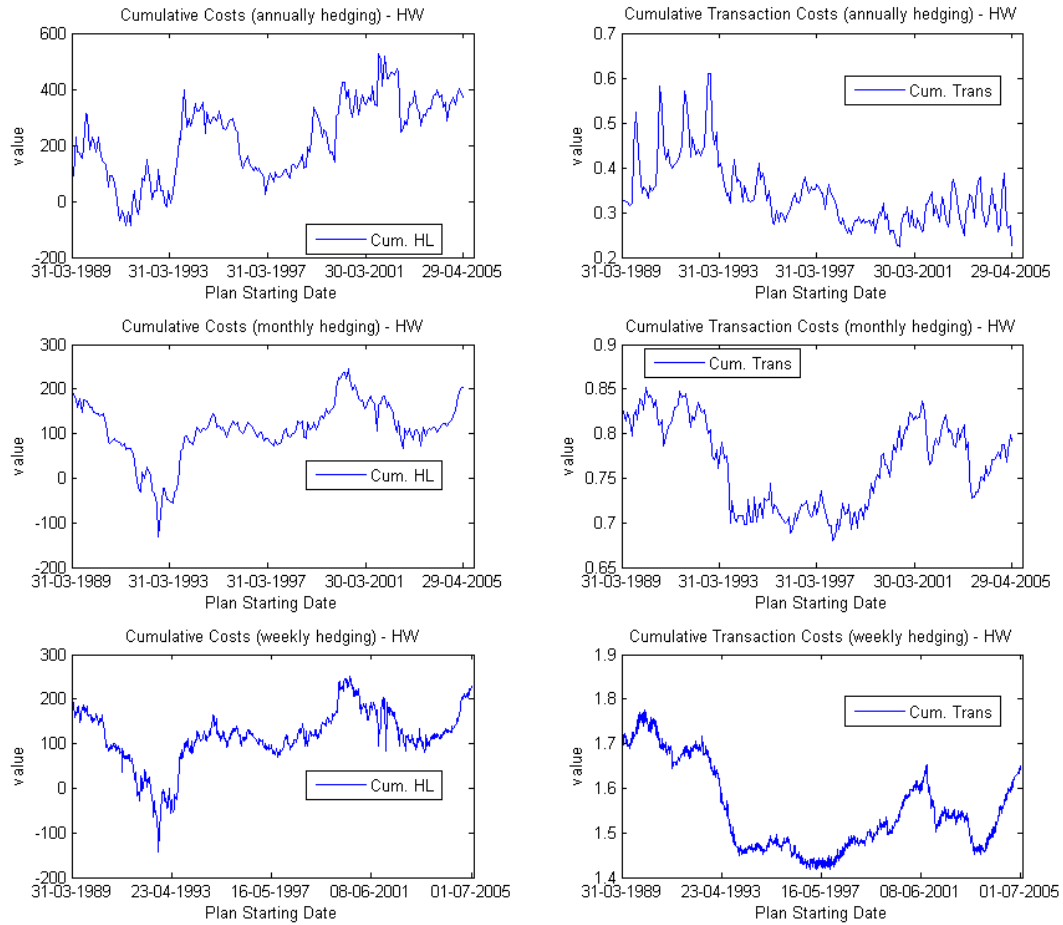 Cumulative Costs (annually hedging) - HW
600
400
200
0
-200
value
Cum. HL
31-03-1989 31-03-1993 31-03-1997 30-03-2001 29-04-2005
Plan Starting Date
Cumulative Transaction Costs (annually hedging) - HW
0.7
0.6
0.5
0.4
0.3
0.2
value
Cum. Trans
31-03-1989 31-03-1993 31-03-1997 30-03-2001 29-04-2005
Plan Starting Date
Cumulative Costs (monthly hedging) - HW
300
200
100
0
-100
-200
value
Cum. HL
31-03-1989 31-03-1993 31-03-1997 30-03-2001 29-04-2005
Plan Starting Date
Cumulative Transaction Costs (monthly hedging) - HW
0.9
0.85
0.8
0.75
0.7
0.65
value
Cum. Trans
31-03-1989 31-03-1993 31-03-1997 30-03-2001 29-04-2005
Plan Starting Date
Cumulative Costs (weekly hedging) - HW
300
200
100
0
-100
-200
value
Cum. HL
31-03-1989 23-04-1993 16-05-1997 08-06-2001 01-07-2005
Plan Starting Date
Cumulative Transaction Costs (weekly hedging) - HW
1.9
1.8
1.7
1.6
1.5
1.4
value
Cum. Trans
31-03-1989 23-04-1993 16-05-1997 08-06-2001 01-07-2005
Plan Starting Date